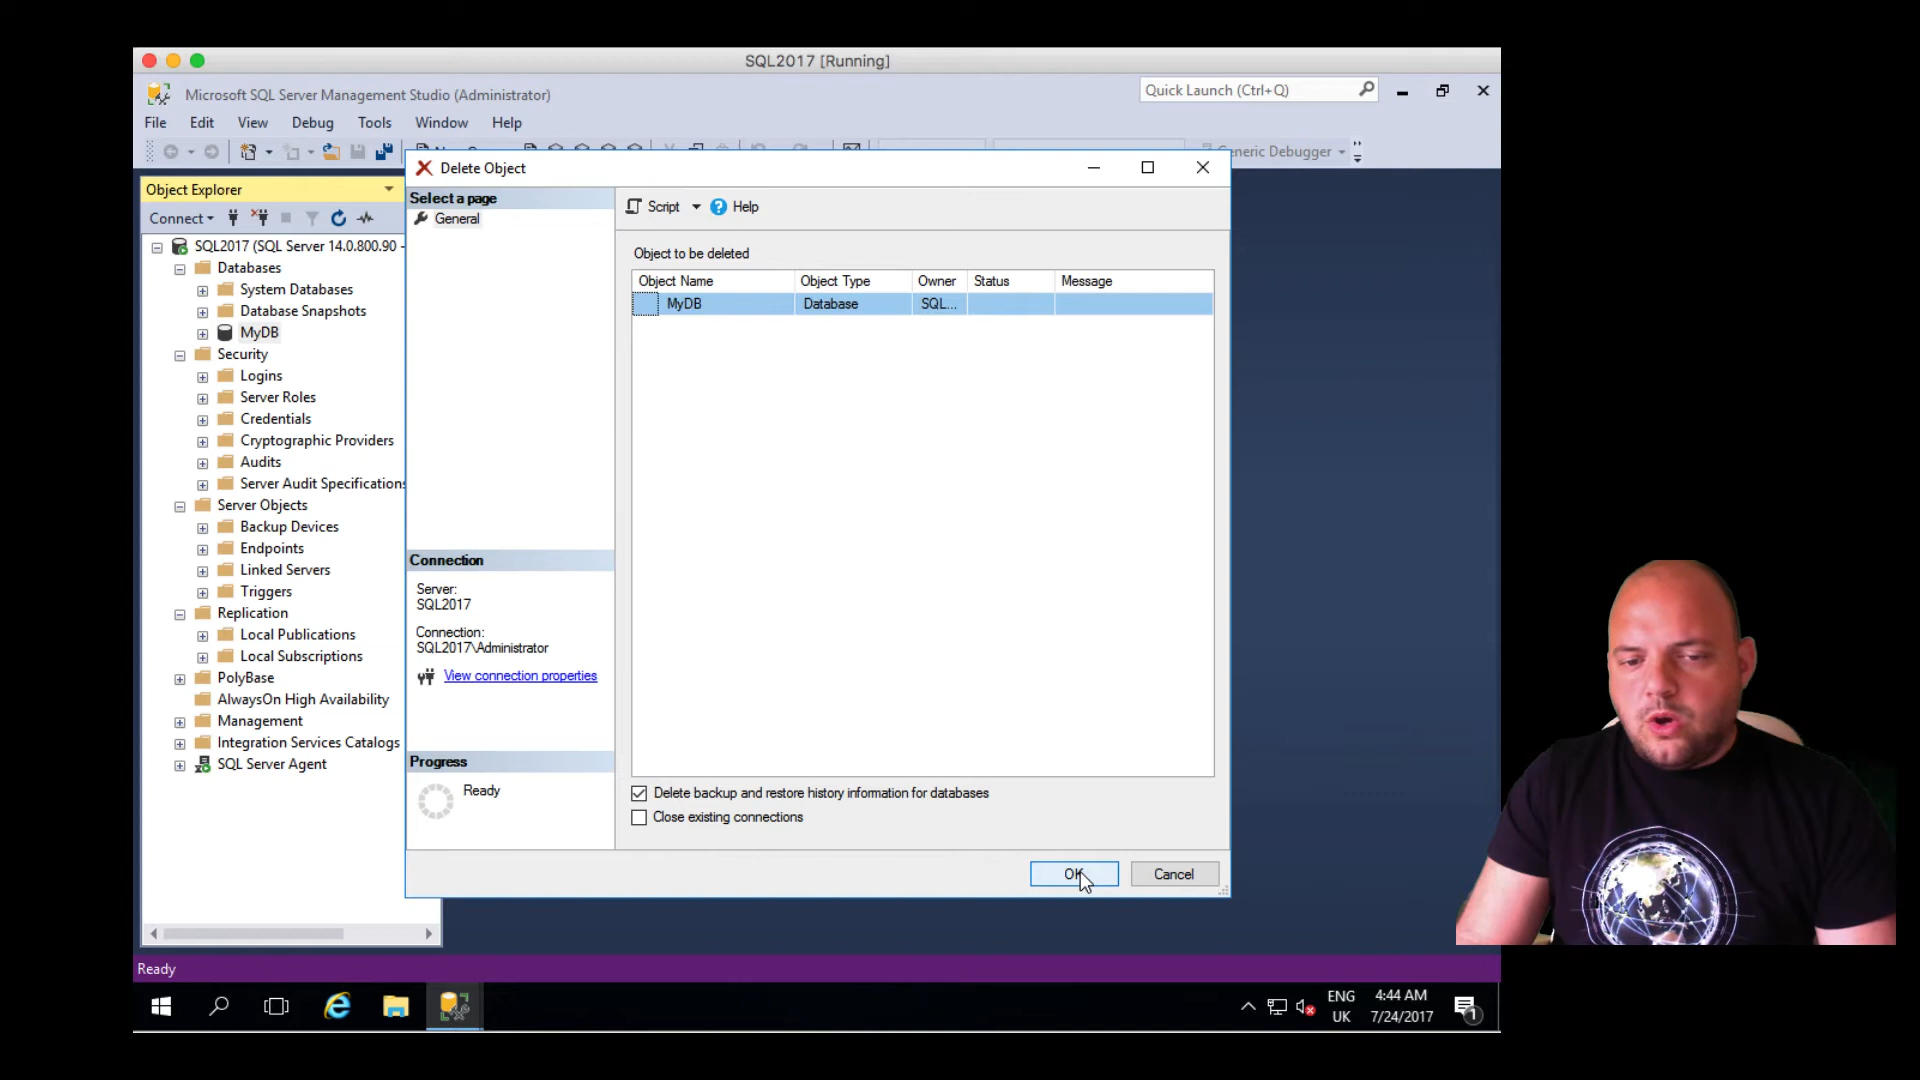 SQL2017 [Running]
Microsoft SQL Server Management Studio (Administrator)
Quick Launch (Ctrl+Q)
File Edit View Debug Tools Window Help
Generic Debugger
Delete Object
Object Explorer
Connect
SQL2017 (SQL Server 14.0.800.90 -
Databases
System Databases
Database Snapshots
MyDB
Security
Logins
Server Roles
Credentials
Cryptographic Providers
Audits
Server Audit Specifications
Server Objects
Backup Devices
Endpoints
Linked Servers
Triggers
Replication
Local Publications
Local Subscriptions
PolyBase
AlwaysOn High Availability
Management
Integration Services Catalogs
SQL Server Agent
Select a page
General
Connection
Server:
SQL2017
Connection:
SQL2017\Administrator
View connection properties
Progress
Ready
Script Help
Object to be deleted
Object Name Object Type Owner Status Message
MyDB Database SQL...
Delete backup and restore history information for databases
Close existing connections
OK Cancel
Ready
ENG
UK
4:44 AM
7/24/2017
1